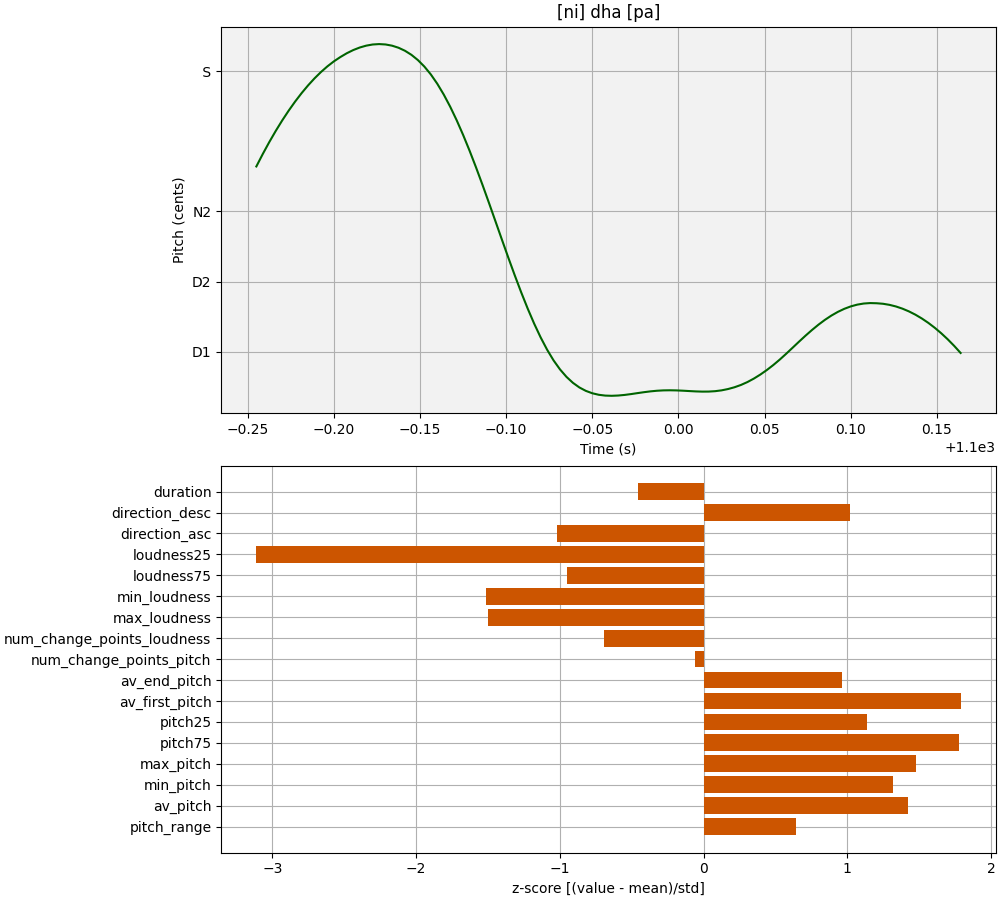 [ni] dha [pa]
S
N2
D2
D1
Pitch (cents)
−0.25 −0.20 −0.15 −0.10 −0.05 0.00 0.05 0.10 0.15
+1.1e3
Time (s)
duration
direction_desc
direction_asc
loudness25
loudness75
min_loudness
max_loudness
num_change_points_loudness
num_change_points_pitch
av_end_pitch
av_first_pitch
pitch25
pitch75
max_pitch
min_pitch
av_pitch
pitch_range
−3 −2 −1 0 1 2
z-score [(value - mean)/std]